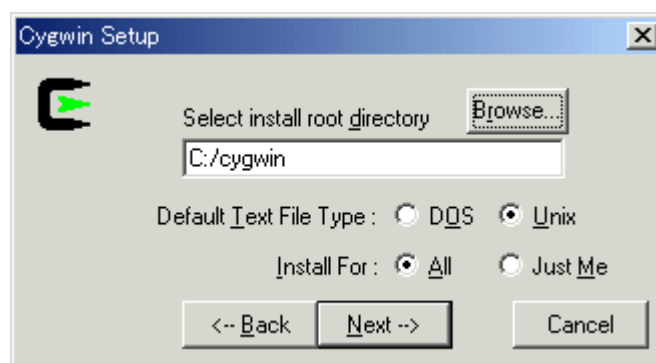 Cygwin Setup
Browse...
Select install root directory
C:/cygwin
Default Text File Type : DOS Unix
Install For : All Just Me
<-- Back Next --> Cancel